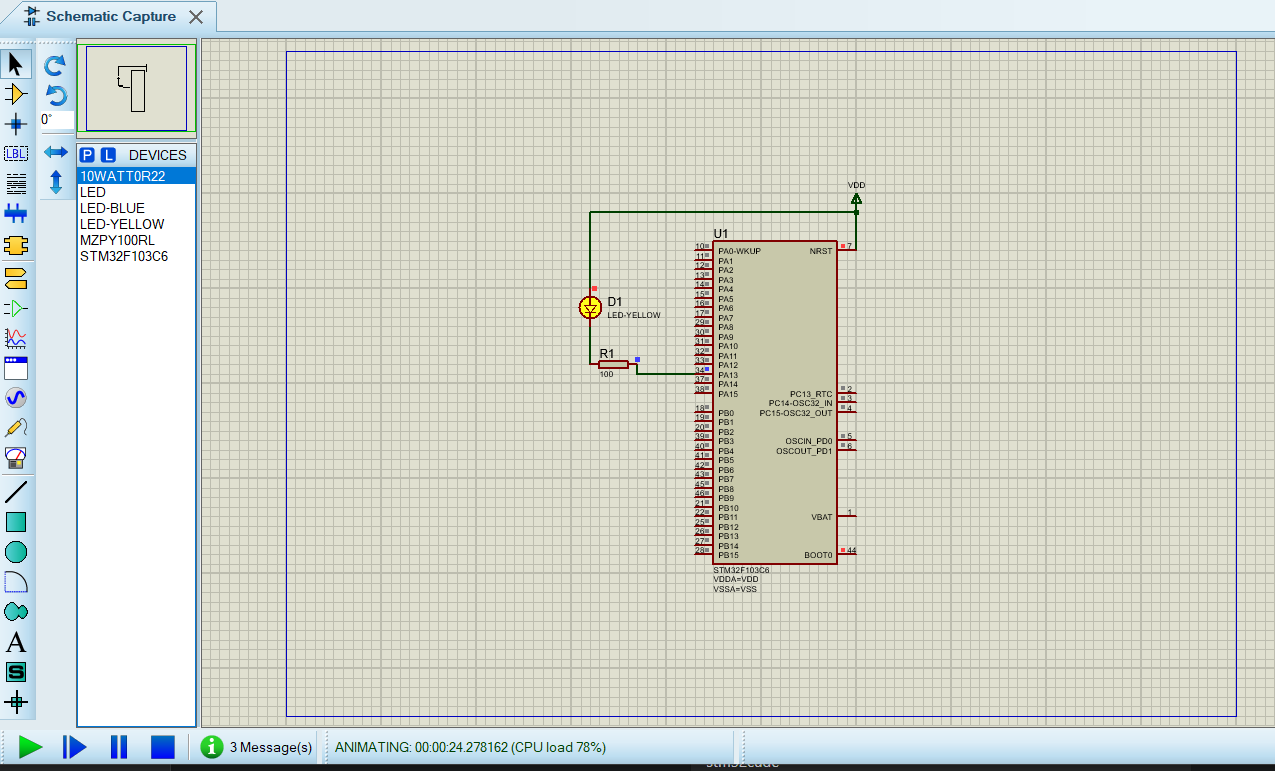 Schematic Capture
LBL
0°
P L DEVICES
10WATT0R22
LED
LED-BLUE
LED-YELLOW
MZPY100RL
STM32F103C6
A
S
VDD
U1
10 PA0-WKUP NRST 7
11 PA1
12 PA2
13 PA3
14 PA4
15 PA5
16 PA6
17 PA7
29 PA8
30 PA9
31 PA10
32 PA11
33 PA12
34 PA13
37 PA14
38 PA15
PC13_RTC 2
PC14-OSC32_IN 3
PC15-OSC32_OUT 4
18 PB0
19 PB1
20 PB2
39 PB3
40 PB4
41 PB5
42 PB6
43 PB7
45 PB8
46 PB9
21 PB10
22 PB11
25 PB12
26 PB13
27 PB14
28 PB15
OSCIN_PD0 5
OSCOUT_PD1 6
VBAT 1
BOOT0 44
STM32F103C6
VDDA=VDD
VSSA=VSS
D1
LED-YELLOW
R1
100
3 Message(s)
ANIMATING: 00:00:24.278162 (CPU load 78%)